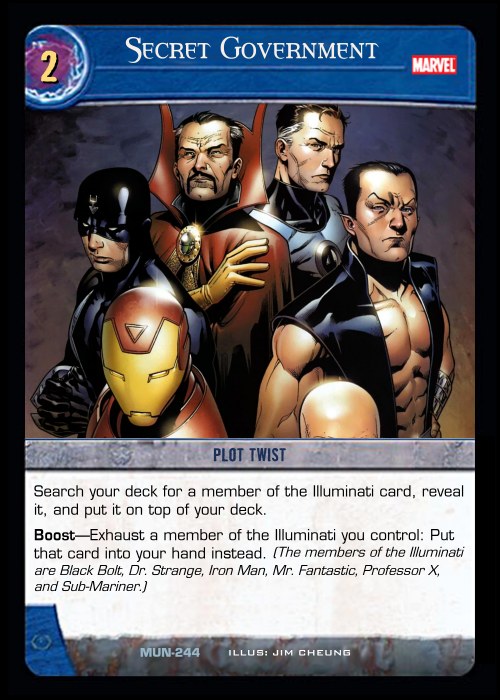 2
Secret Government
MARVEL
PLOT TWIST
Search your deck for a member of the Illuminati card, reveal
it, and put it on top of your deck.
Boost—Exhaust a member of the Illuminati you control: Put
that card into your hand instead. (The members of the Illuminati
are Black Bolt, Dr. Strange, Iron Man, Mr. Fantastic, Professor X,
and Sub-Mariner.)
MUN-244 ILLUS: JIM CHEUNG